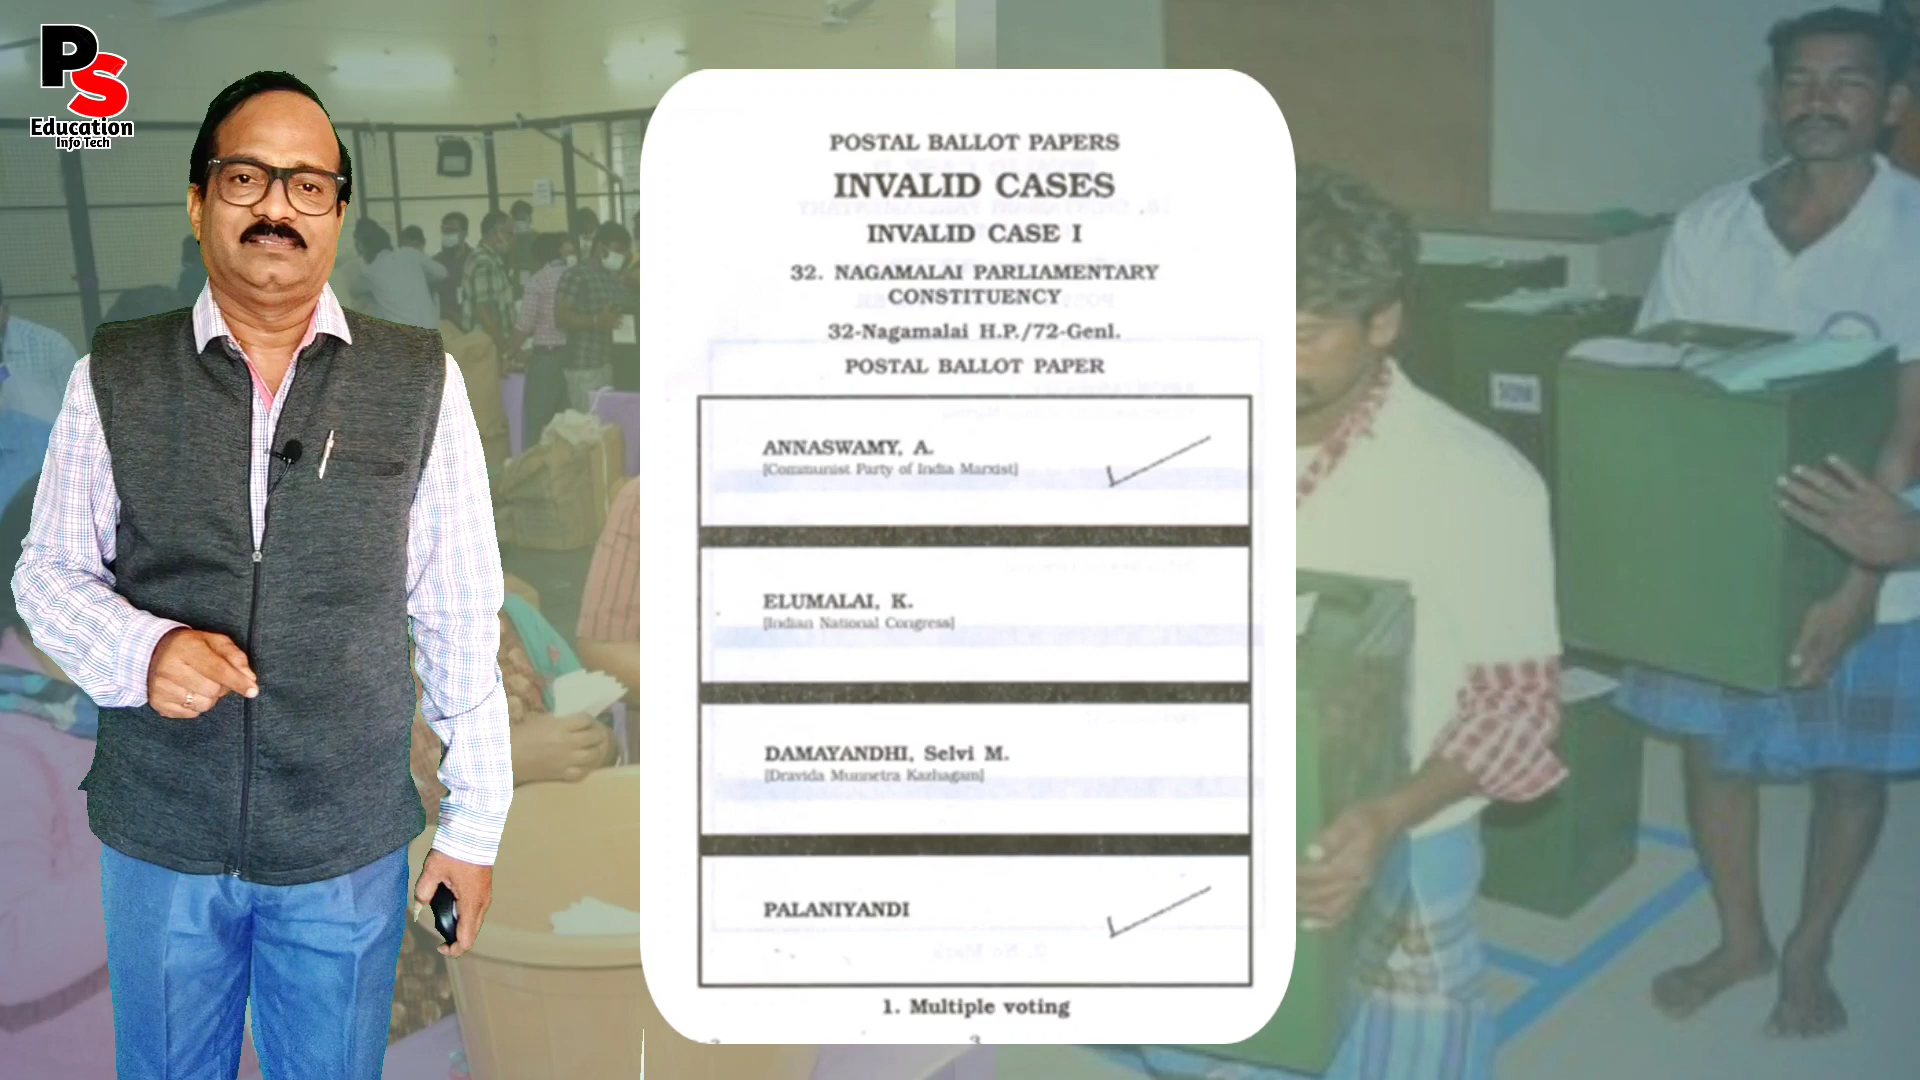 PS
Education
Info Tech
POSTAL BALLOT PAPERS
INVALID CASES
INVALID CASE I
32. NAGAMALAI PARLIAMENTARY
CONSTITUENCY
32-Nagamalai H.P./72-Genl.
POSTAL BALLOT PAPER
ANNASWAMY, A.
[Communist Party of India Marxist]
ELUMALAI, K.
[Indian National Congress]
DAMAYANDHI, Selvi M.
[Dravida Munnetra Kazhagam]
PALANIYANDI
1. Multiple voting